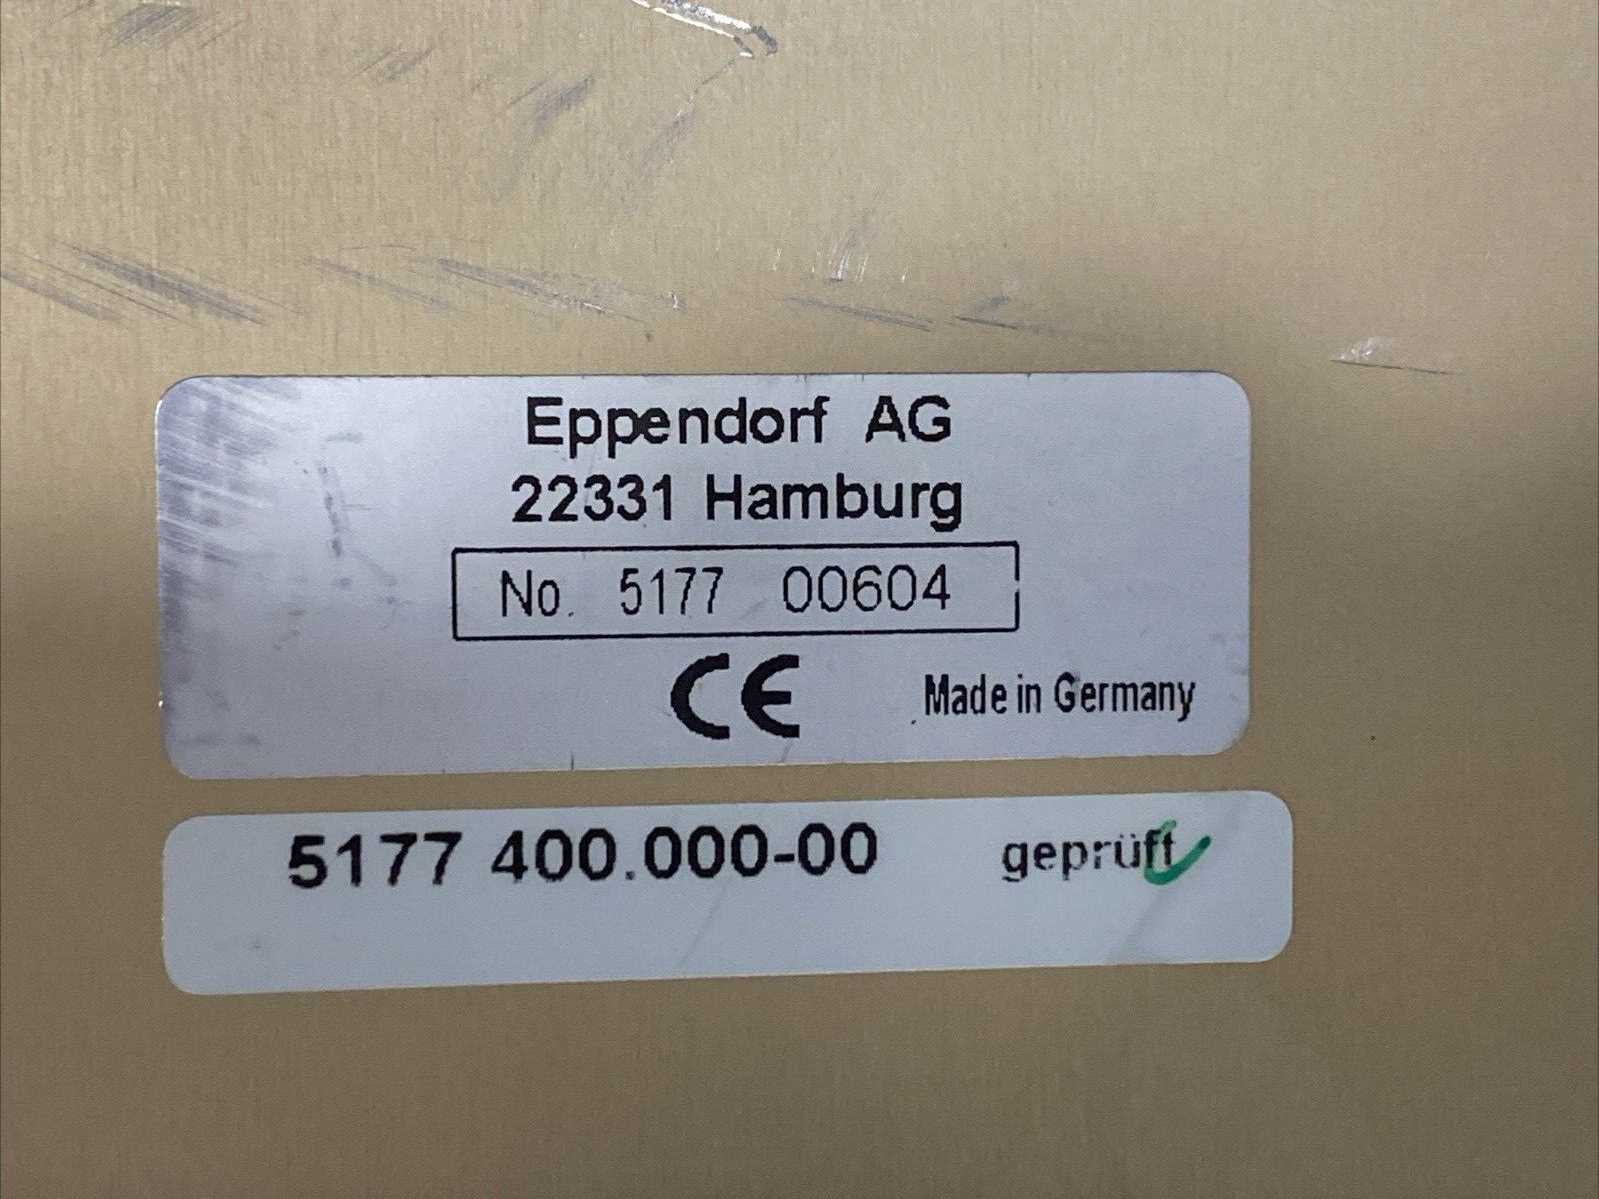 Eppendorf AG
22331 Hamburg
No. 5177 00604
CE Made in Germany
5177 400.000-00 geprüft